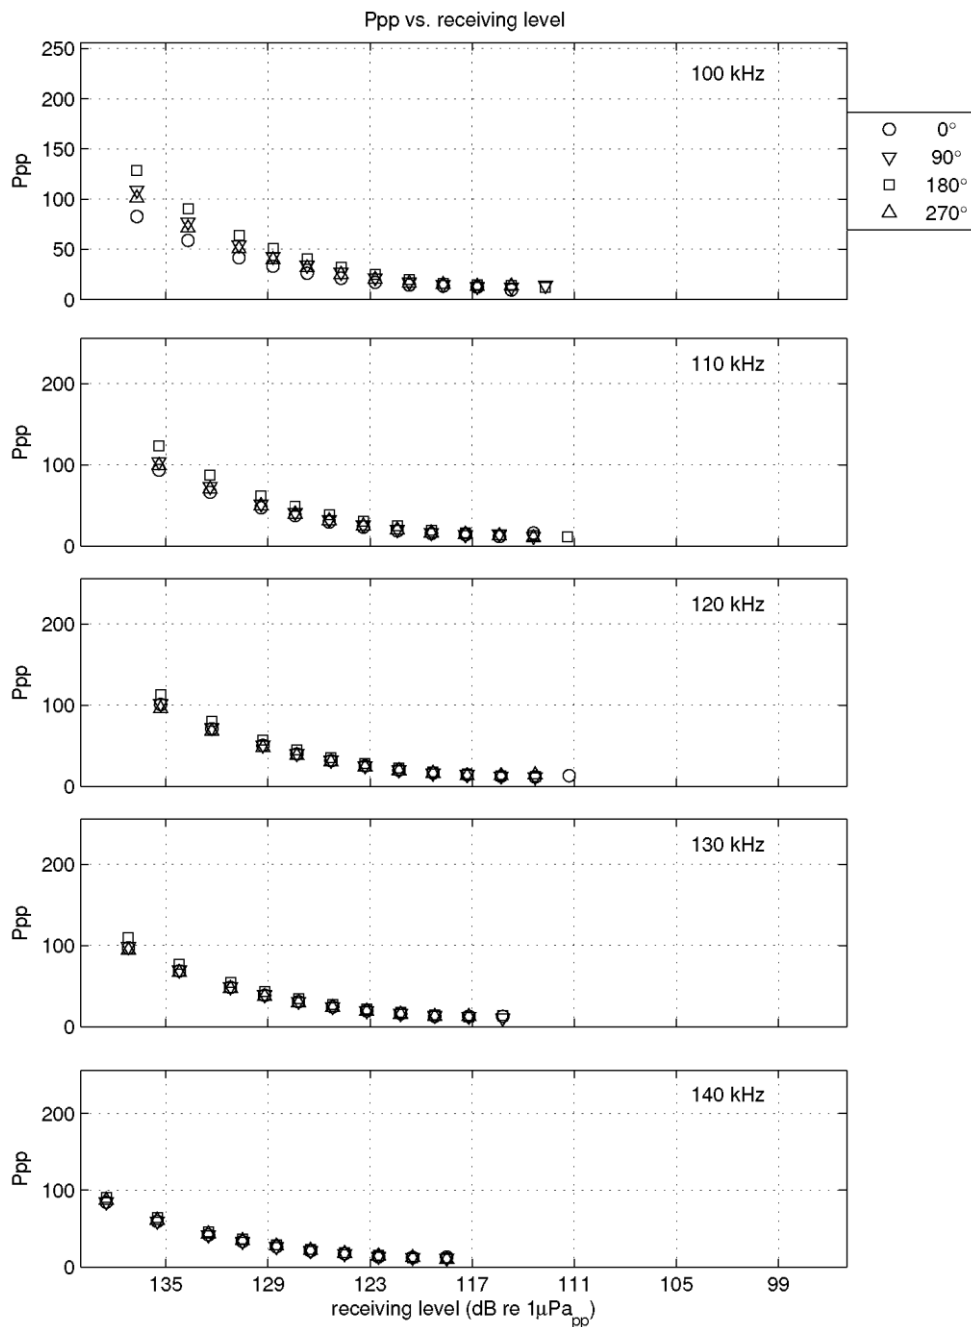 Ppp vs. receiving level
250
200
150
100
50
0
Ppp
100 kHz
0°
90°
180°
270°
200
100
0
Ppp
110 kHz
200
100
0
Ppp
120 kHz
200
100
0
Ppp
130 kHz
200
100
0
Ppp
140 kHz
135 129 123 117 111 105 99
receiving level (dB re 1μPapp)